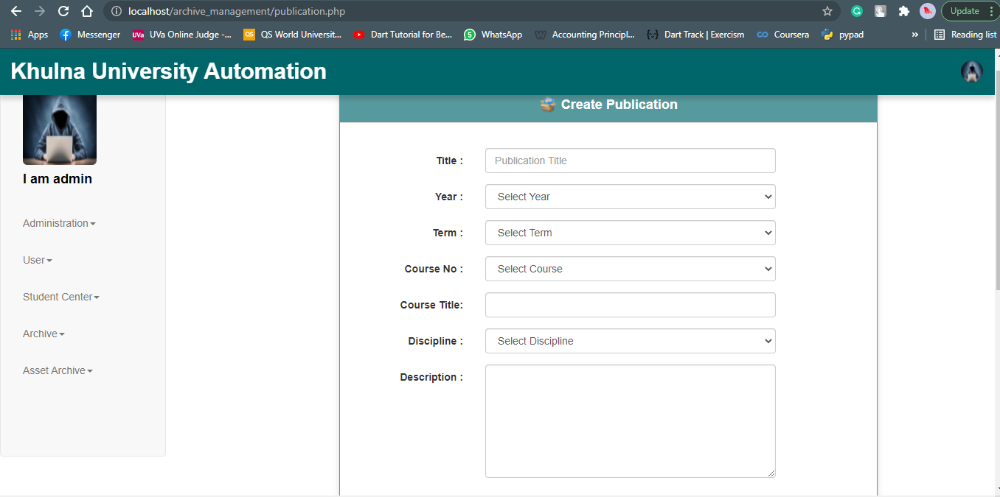 localhost/archive_management/publication.php
Update
Apps
Messenger
UVa
UVa Online Judge -...
QS
QS World Universit...
Dart Tutorial for Be...
5
WhatsApp
W
Accounting Principl...
Dart Track | Exercism
Coursera
pypad
»
Reading list
Khulna University Automation
Create Publication
I am admin
Administration
User
Student Center
Archive
Asset Archive
Title :
Publication Title
Year :
Select Year
Term :
Select Term
Course No :
Select Course
Course Title:
Discipline :
Select Discipline
Description :